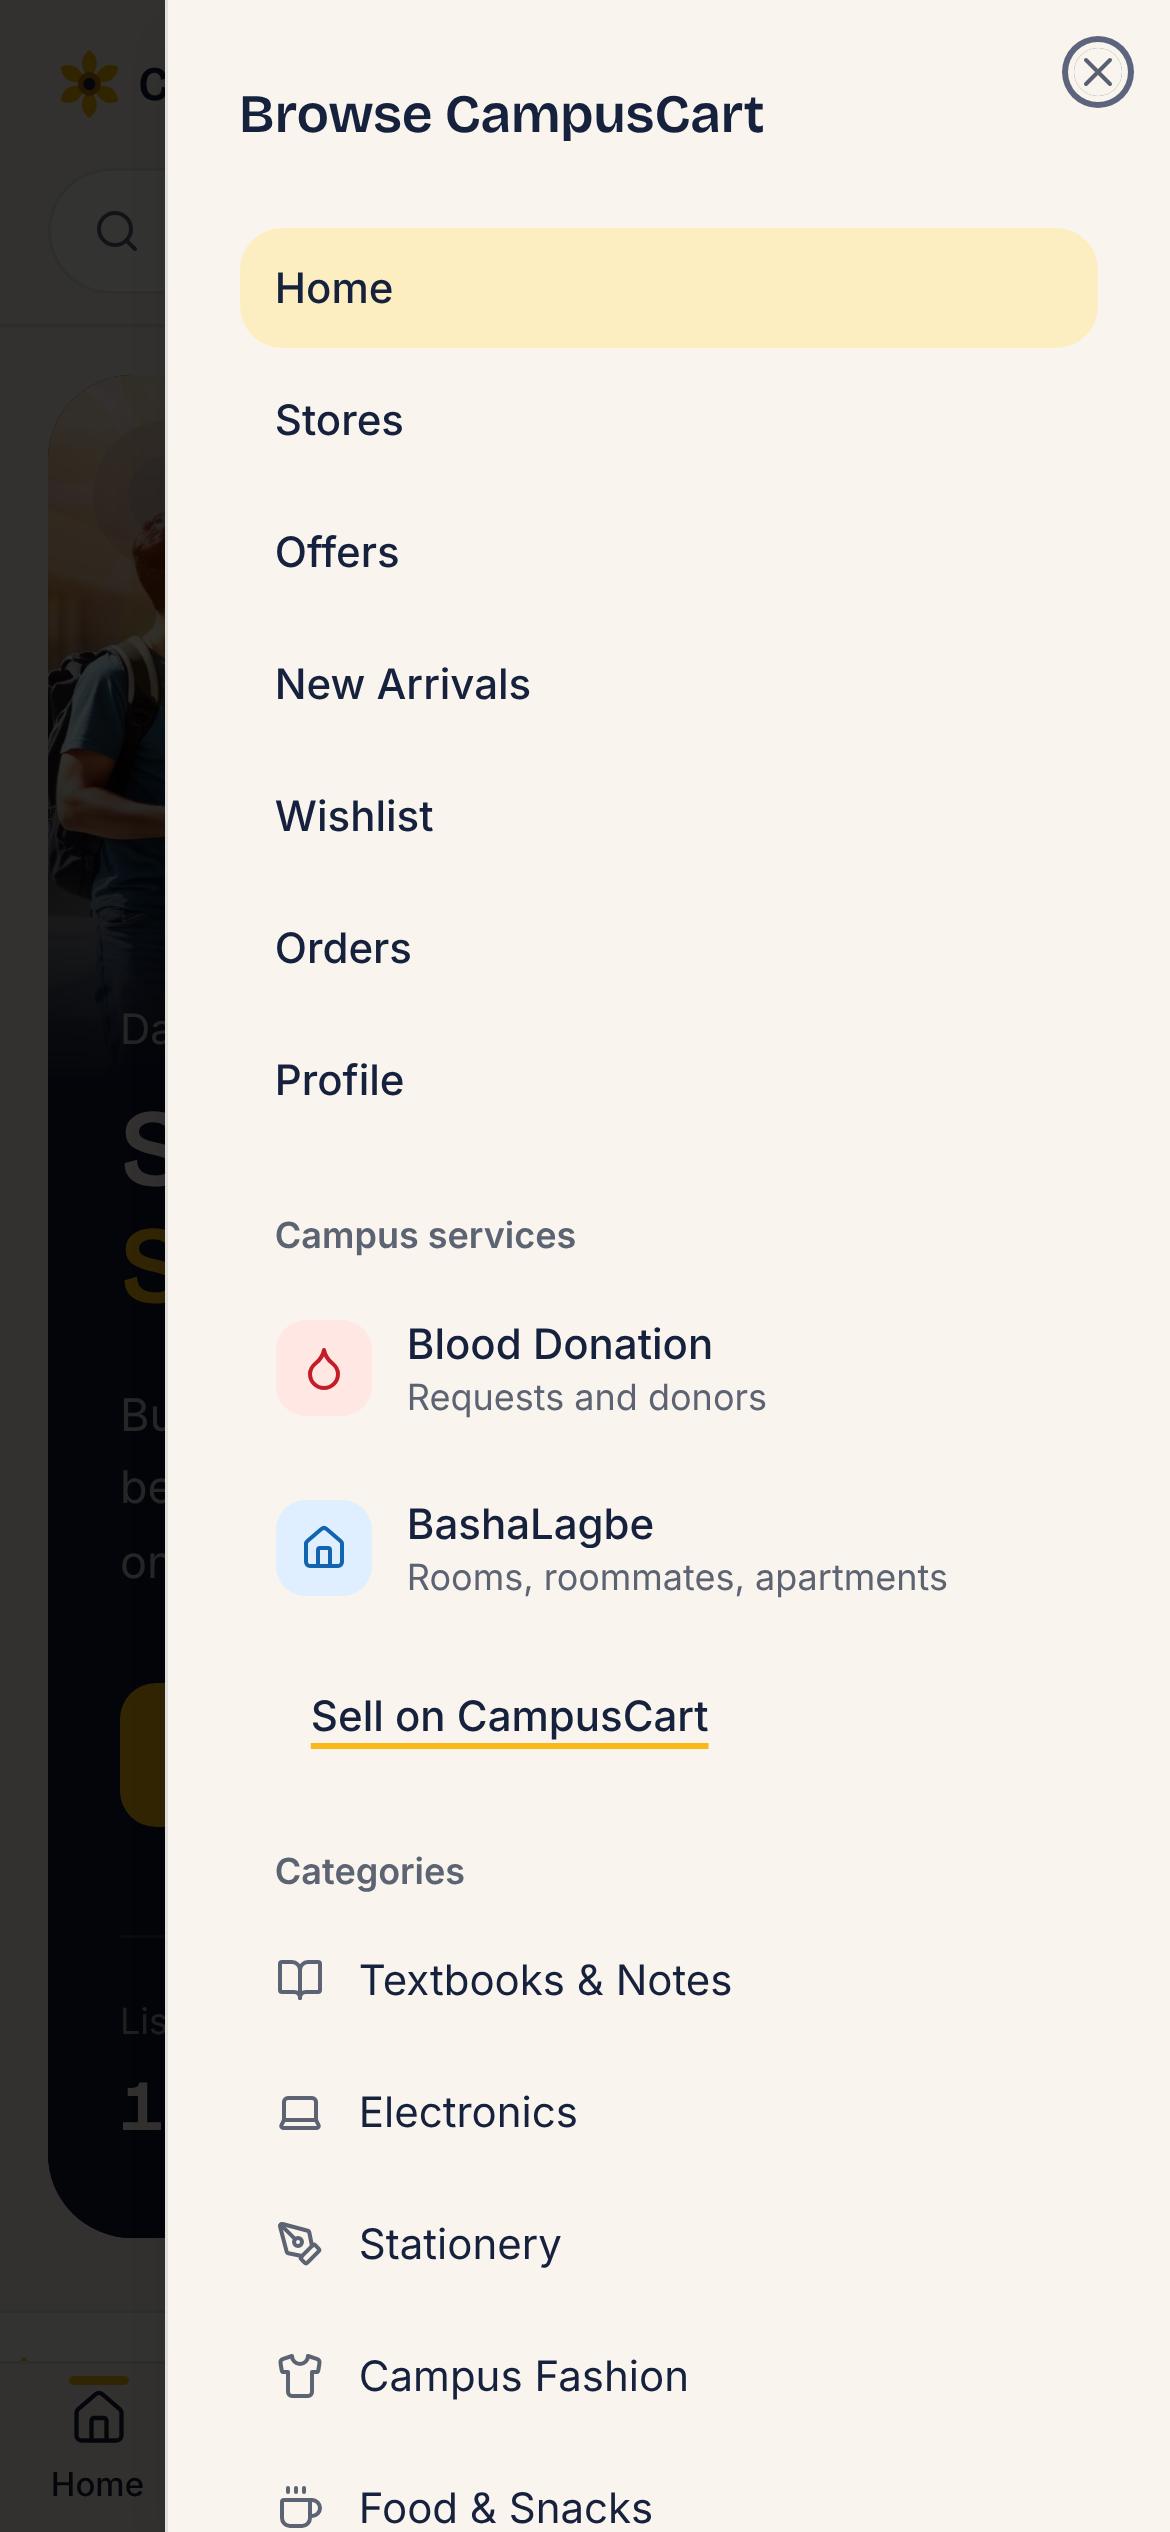 Browse CampusCart
Home
Stores
Offers
New Arrivals
Wishlist
Orders
Profile
Campus services
Blood Donation
Requests and donors
BashaLagbe
Rooms, roommates, apartments
Sell on CampusCart
Categories
Textbooks & Notes
Electronics
Stationery
Campus Fashion
Food & Snacks
Home